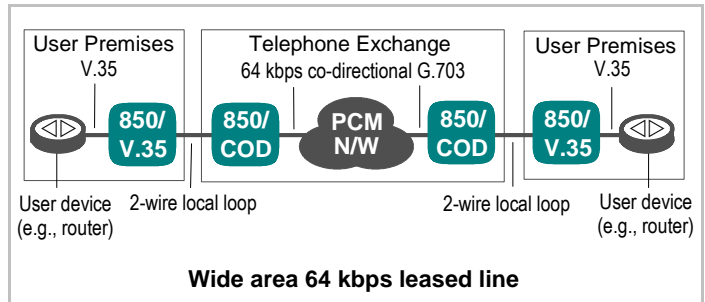 User Premises
Telephone Exchange
User Premises
V.35
64 kbps co-directional G.703
V.35
850/
V.35
850/
COD
PCM
N/W
850/
COD
850/
V.35
User device
(e.g., router)
2-wire local loop
2-wire local loop
User device
(e.g., router)
Wide area 64 kbps leased line